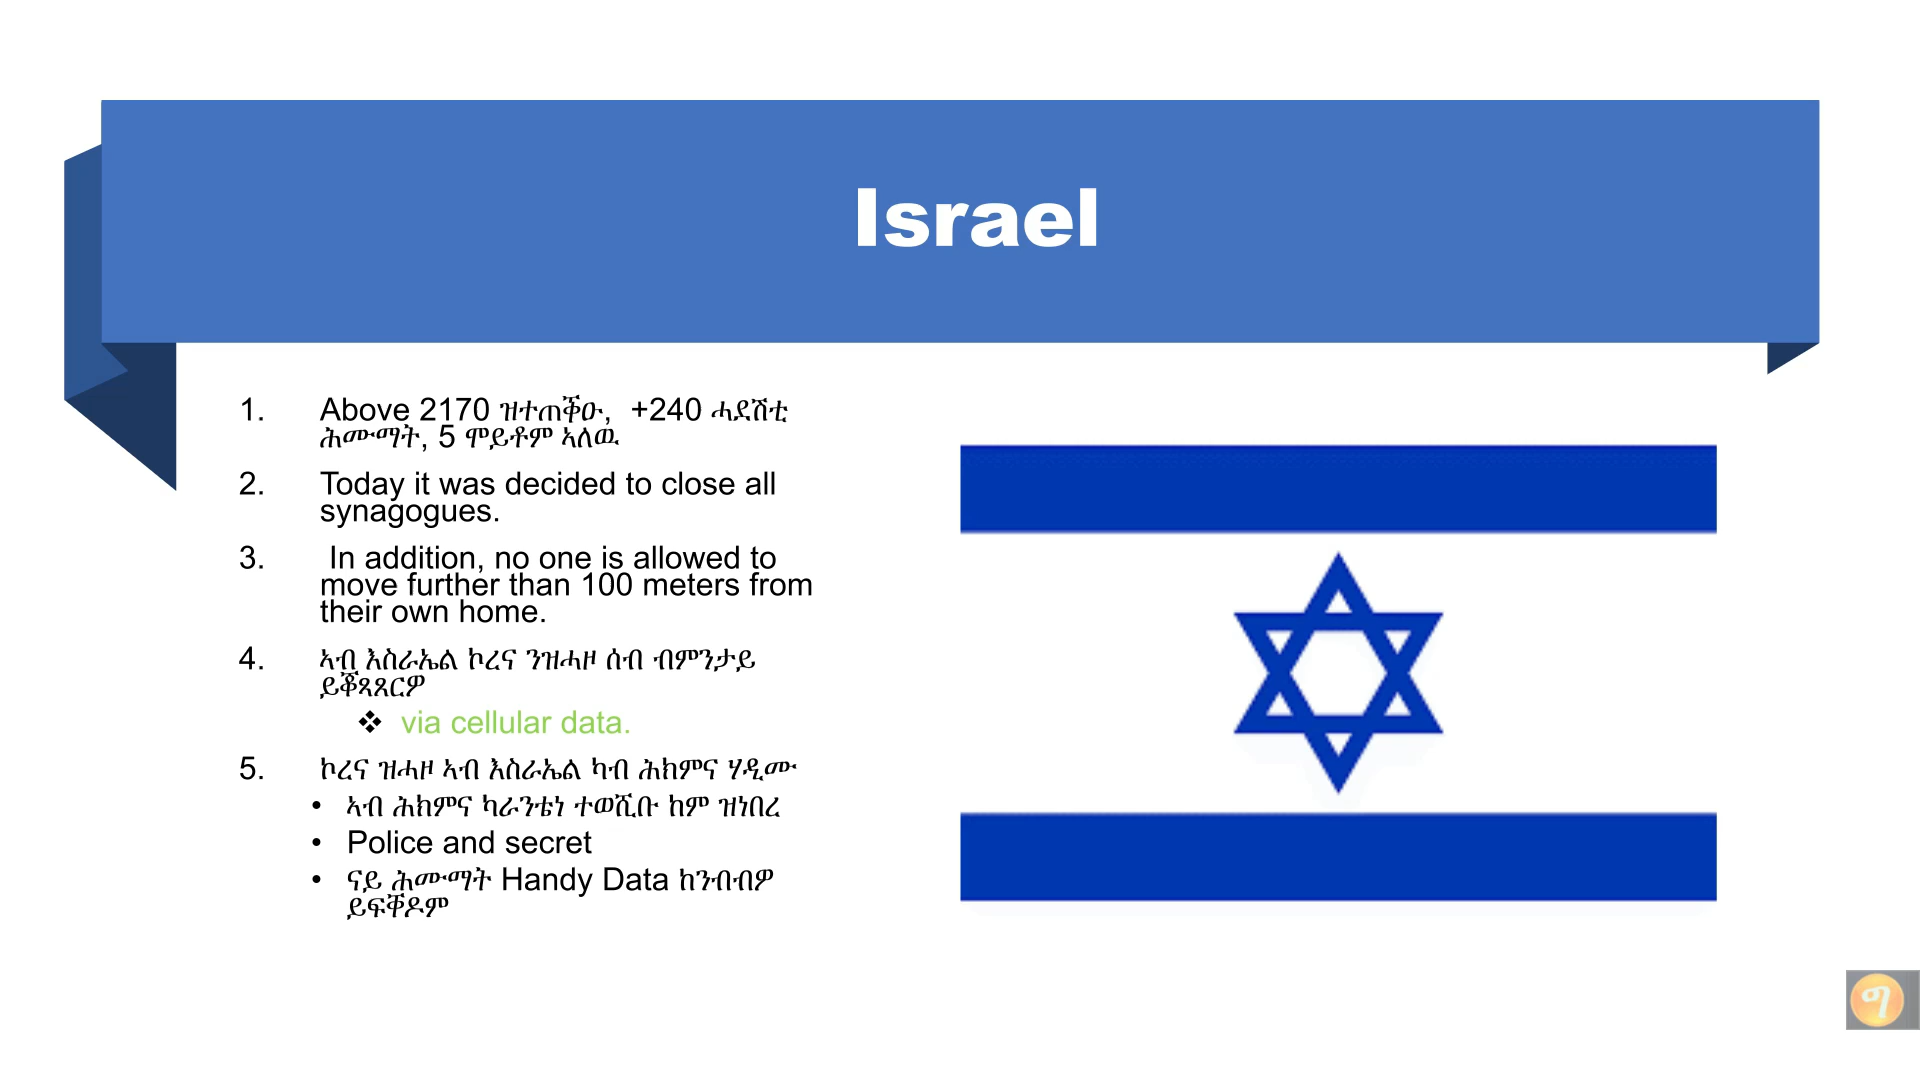 Israel
1. Above 2170 ዝተጠቕዑ, +240 ሓደሽቲ
ሕሙማት, 5 ሞይቶም ኣለዉ
2. Today it was decided to close all
synagogues.
3. In addition, no one is allowed to
move further than 100 meters from
their own home.
4. ኣብ እስራኤል ኮረና ንዝሓዞ ሰብ ብምንታይ
ይቆጻጸርዎ
❖ via cellular data.
5. ኮረና ዝሓዞ ኣብ እስራኤል ካብ ሕክምና ሃዲሙ
• ኣብ ሕክምና ካራንቴነ ተወሺቡ ከም ዝነበረ
• Police and secret
• ናይ ሕሙማት Handy Data ከንብብዎ
ይፍቐዶም
ግ